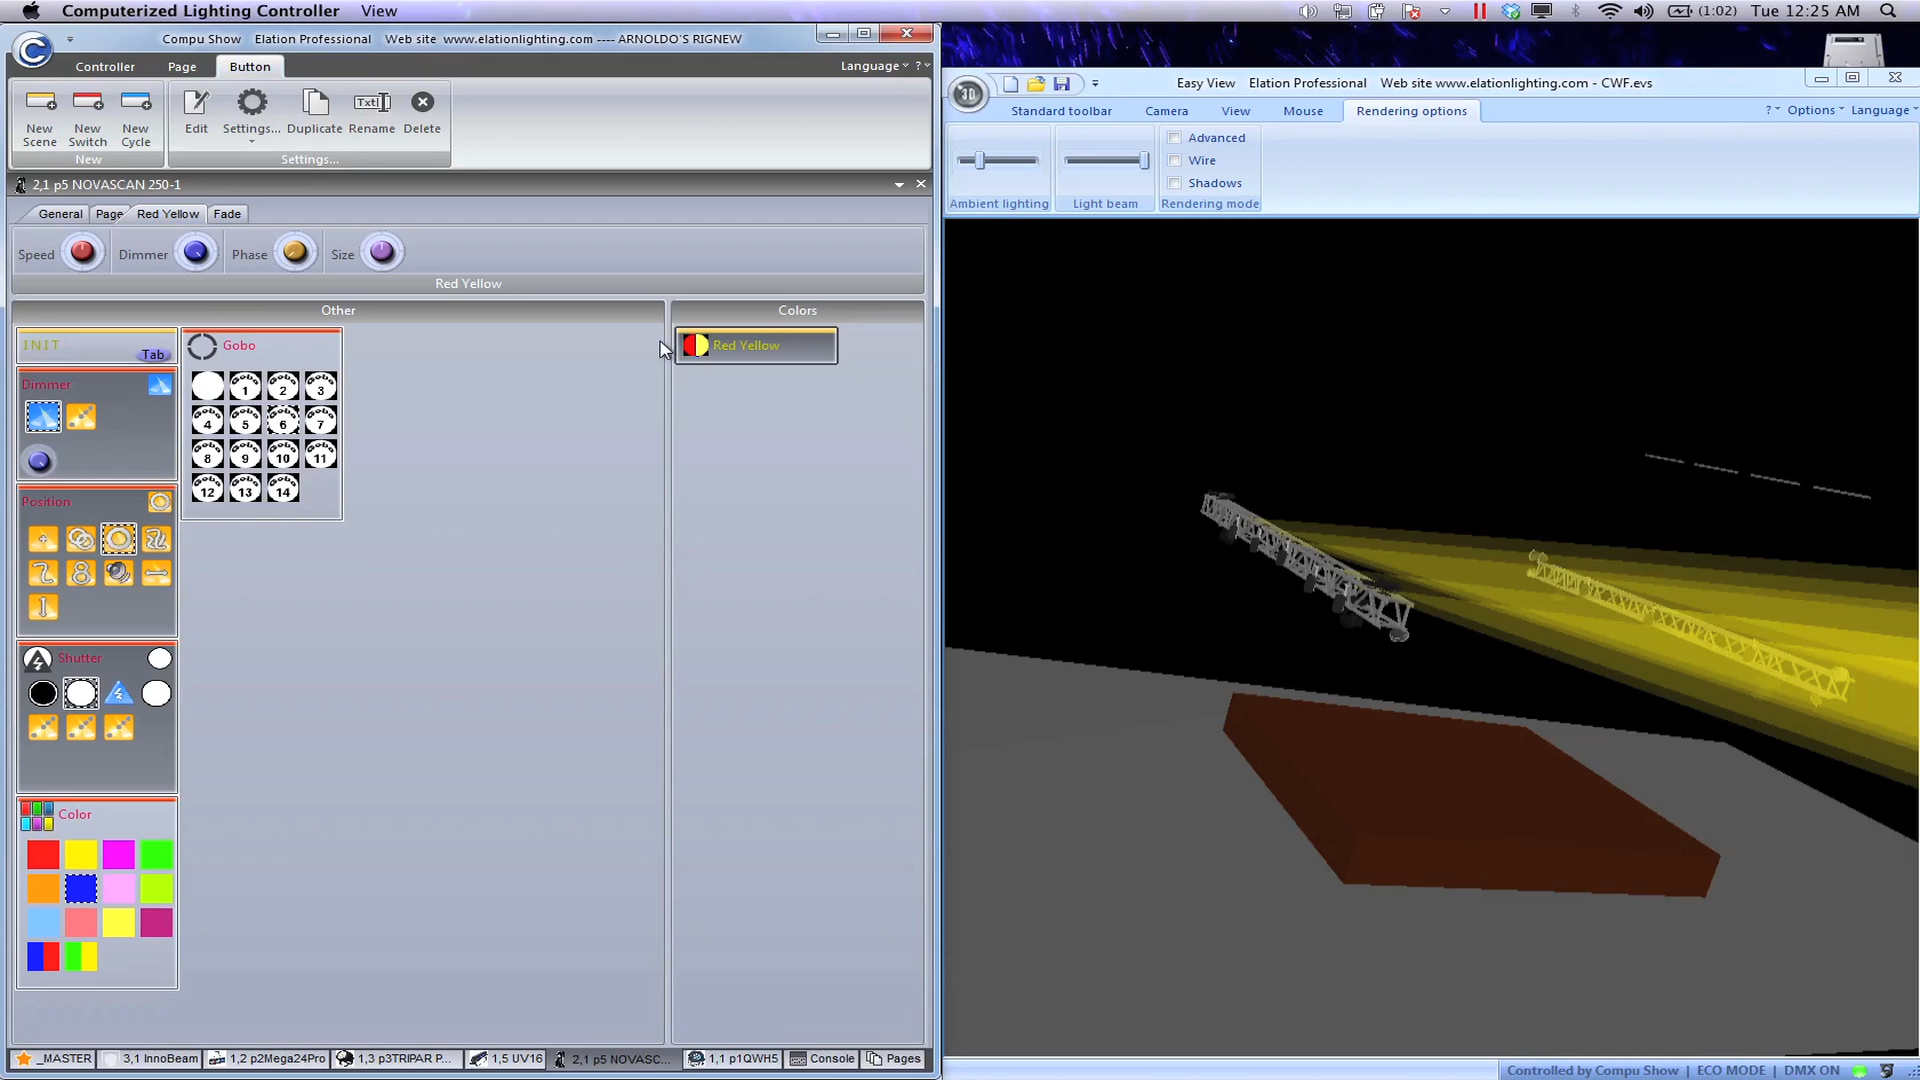 Computerized Lighting Controller View
(1:02) Tue 12:25 AM
Compu Show Elation Professional Web site www.elationlighting.com ---- ARNOLDO'S RIGNEW
Controller Page Button Language ?
New Scene New Switch New Cycle
Edit Settings... Duplicate Rename Delete
Txt
New Settings...
2,1 p5 NOVASCAN 250-1
General Page Red Yellow Fade
Speed Dimmer Phase Size
Red Yellow
Other Colors
INIT
Tab
Gobo
Red Yellow
Dimmer
1 2 3
4 5 6 7
8 9 10 11
12 13 14
Position
8
Shutter
Color
_MASTER 3,1 InnoBeam 1,2 p2Mega24Pro 1,3 p3TRIPAR P... 1,5 UV16 2,1 p5 NOVASC... 1,1 p1QWH5 Console Pages
3D
Easy View Elation Professional Web site www.elationlighting.com - CWF.evs
Standard toolbar Camera View Mouse Rendering options ? Options Language
Advanced
Wire
Shadows
Ambient lighting Light beam Rendering mode
Controlled by Compu Show ECO MODE DMX ON